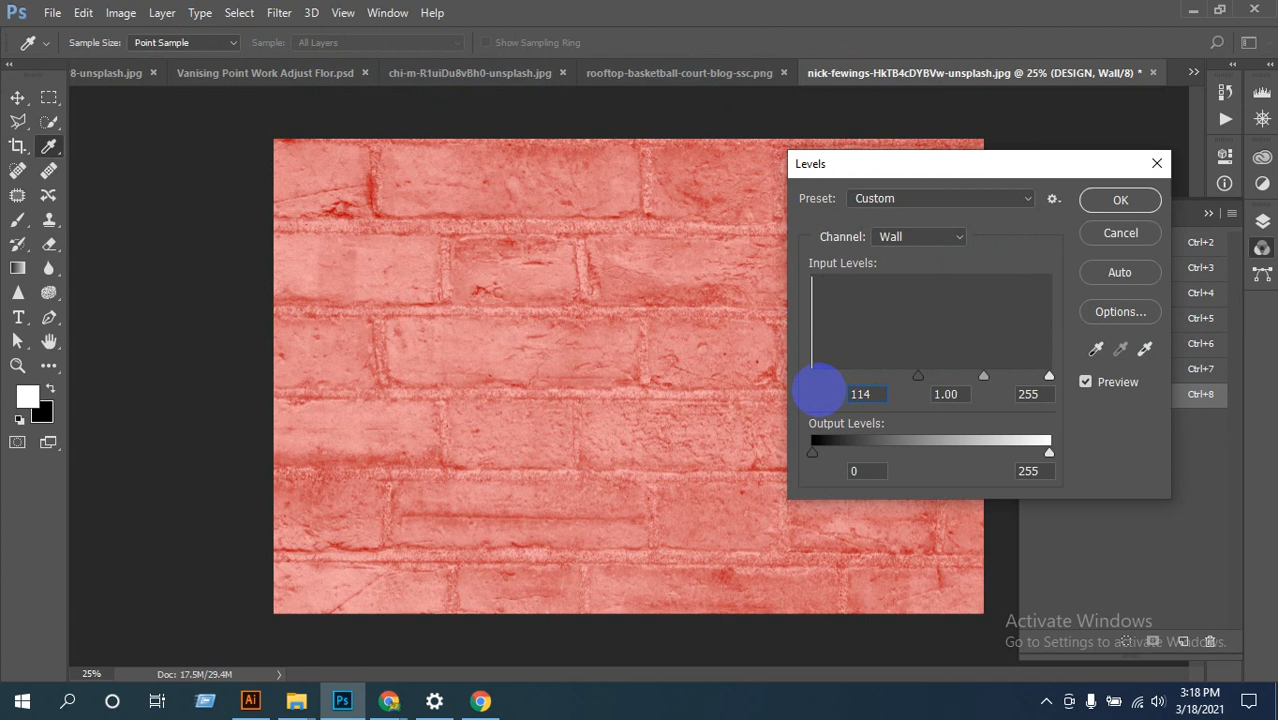 Ps File Edit Image Layer Type Select Filter 3D View Window Help
Sample Size: Point Sample Sample: All Layers Show Sampling Ring
8-unsplash.jpg × Vanising Point Work Adjust Flor.psd × chi-m-R1uiDu8vBh0-unsplash.jpg × rooftop-basketball-court-blog-ssc.png × nick-fewings-HkTB4cDYBVw-unsplash.jpg @ 25% (DESIGN, Wall/8) * ×
Levels
Preset: Custom
OK
Channel: Wall
Cancel
Input Levels:
Auto
Options...
Preview
114 1.00 255
Output Levels:
0 255
Ctrl+2
Ctrl+3
Ctrl+4
Ctrl+5
Ctrl+6
Ctrl+7
Ctrl+8
T
Activate Windows
Go to Settings to activate Windows.
25% Doc: 17.5M/29.4M
Ai Ps
3:18 PM
3/18/2021